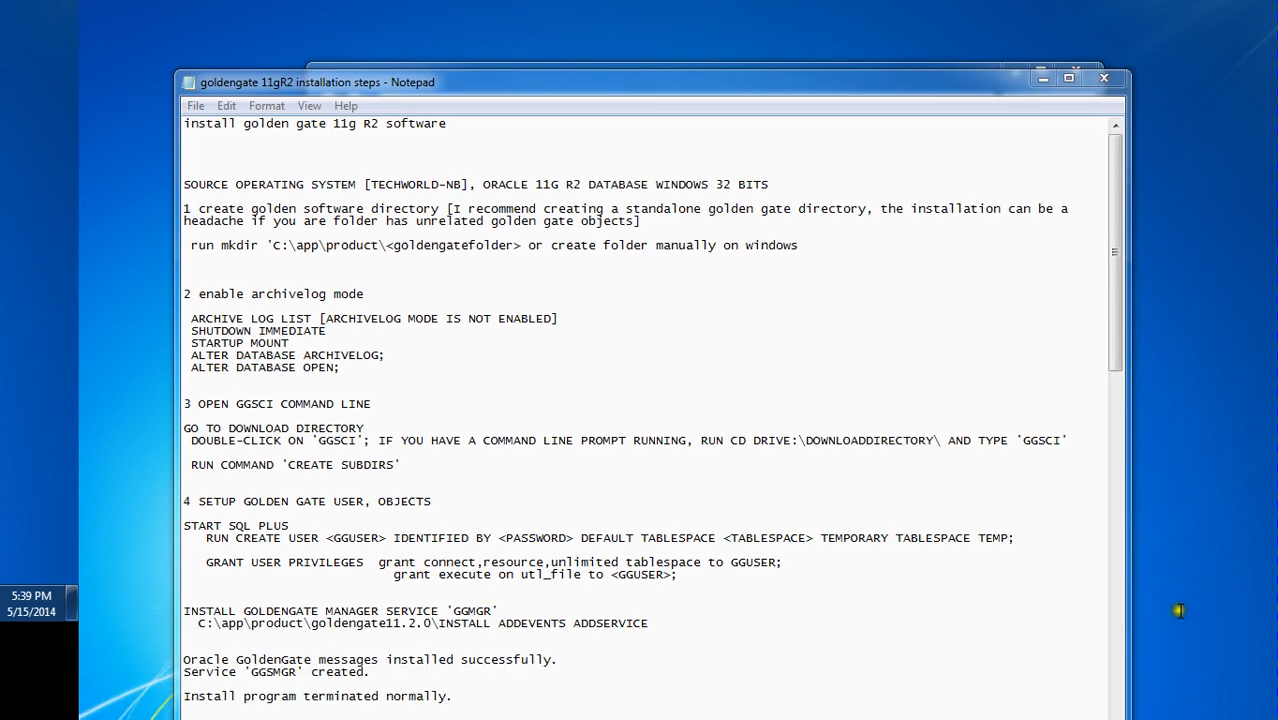 goldengate 11gR2 installation steps - Notepad
File Edit Format View Help
install golden gate 11g R2 software
SOURCE OPERATING SYSTEM [TECHWORLD-NB], ORACLE 11G R2 DATABASE WINDOWS 32 BITS
1 create golden software directory [I recommend creating a standalone golden gate directory, the installation can be a
headache if you are folder has unrelated golden gate objects]
run mkdir 'C:\app\product\<goldengatefolder> or create folder manually on windows
2 enable archivelog mode
ARCHIVE LOG LIST [ARCHIVELOG MODE IS NOT ENABLED]
SHUTDOWN IMMEDIATE
STARTUP MOUNT
ALTER DATABASE ARCHIVELOG;
ALTER DATABASE OPEN;
3 OPEN GGSCI COMMAND LINE
GO TO DOWNLOAD DIRECTORY
DOUBLE-CLICK ON 'GGSCI'; IF YOU HAVE A COMMAND LINE PROMPT RUNNING, RUN CD DRIVE:\DOWNLOADDIRECTORY\ AND TYPE 'GGSCI'
RUN COMMAND 'CREATE SUBDIRS'
4 SETUP GOLDEN GATE USER, OBJECTS
START SQL PLUS
RUN CREATE USER <GGUSER> IDENTIFIED BY <PASSWORD> DEFAULT TABLESPACE <TABLESPACE> TEMPORARY TABLESPACE TEMP;
GRANT USER PRIVILEGES grant connect,resource,unlimited tablespace to GGUSER;
grant execute on utl_file to <GGUSER>;
INSTALL GOLDENGATE MANAGER SERVICE 'GGMGR'
C:\app\product\goldengate11.2.0\INSTALL ADDEVENTS ADDSERVICE
Oracle GoldenGate messages installed successfully.
Service 'GGSMGR' created.
Install program terminated normally.
5:39 PM
5/15/2014